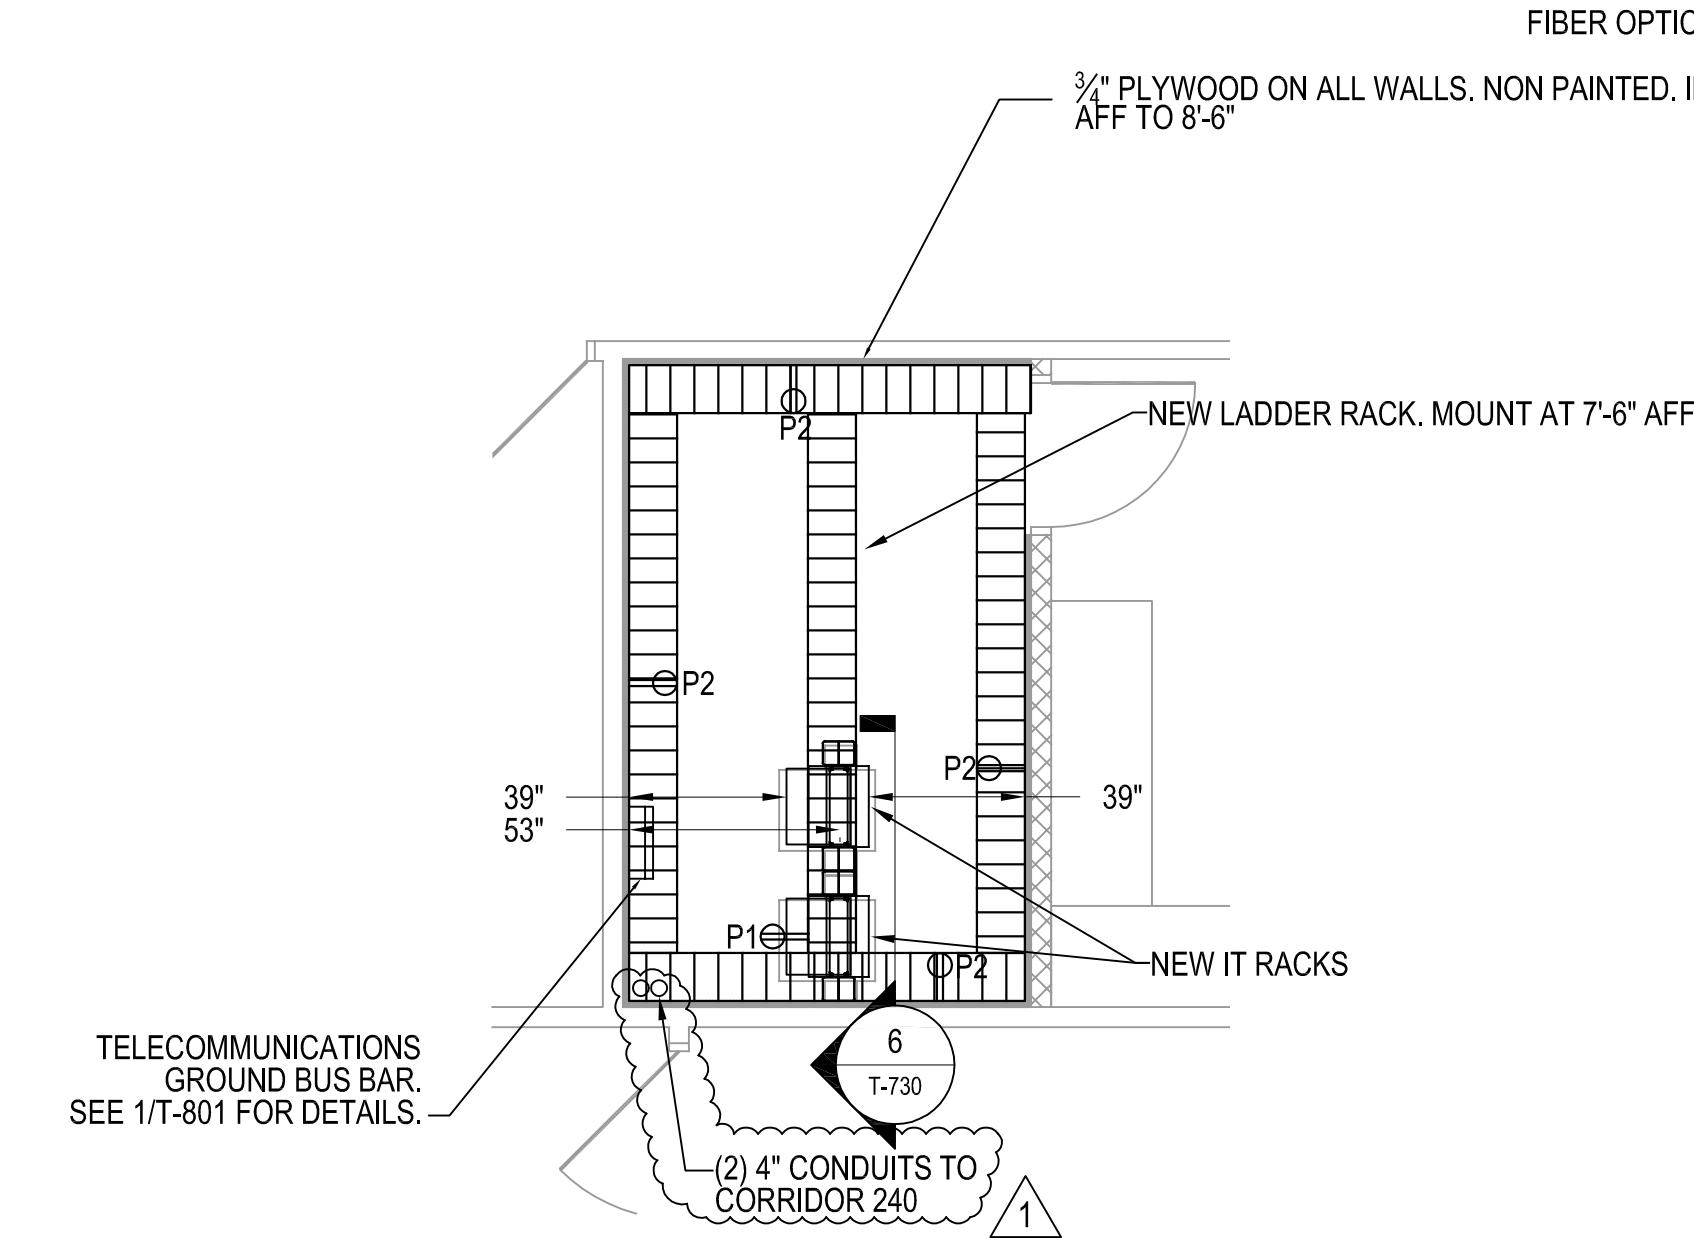 FIBER OPTIC
3/4" PLYWOOD ON ALL WALLS. NON PAINTED.
AFF TO 8'-6"
NEW LADDER RACK. MOUNT AT 7'-6" AFF
P2
P2
P2
39"
39"
53"
P1
P2
NEW IT RACKS
TELECOMMUNICATIONS
GROUND BUS BAR.
SEE 1/T-801 FOR DETAILS.
6
T-730
(2) 4" CONDUITS TO
CORRIDOR 240
1